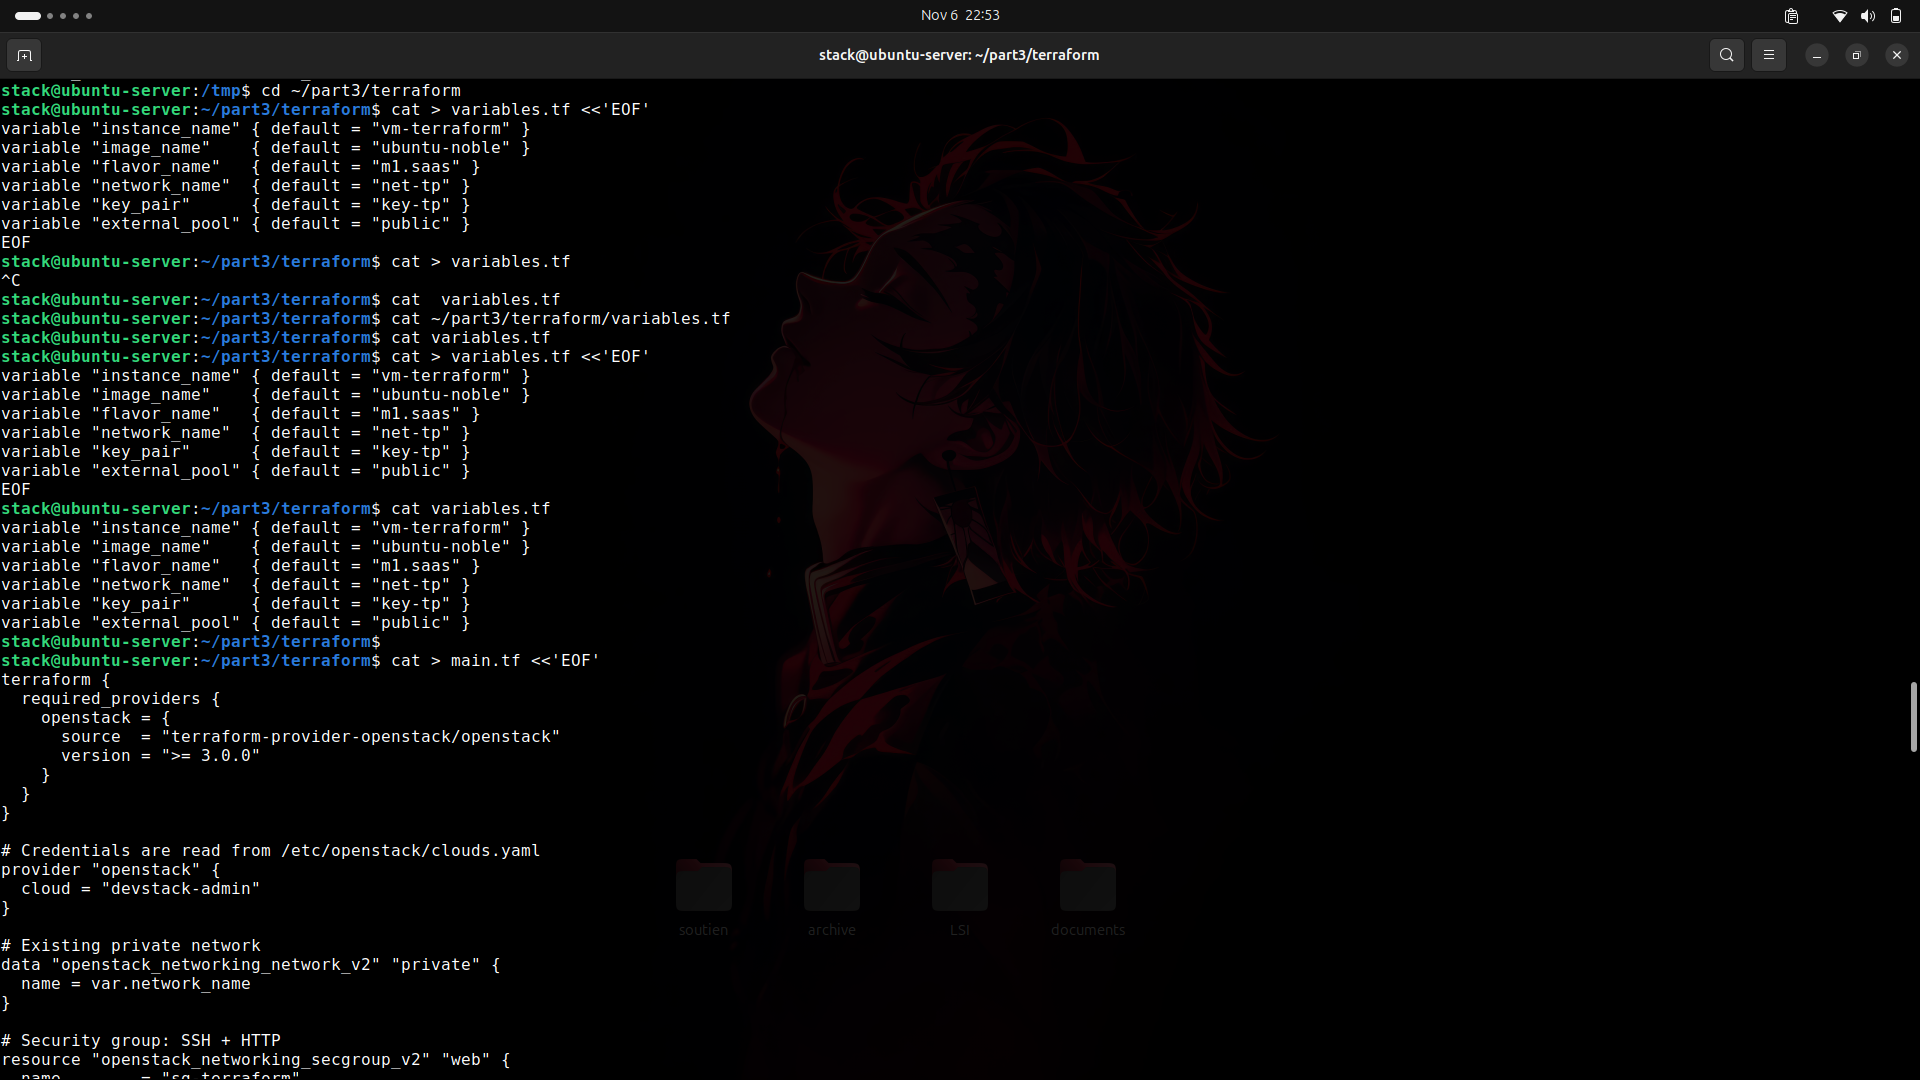 Nov 6 22:53
stack@ubuntu-server: ~/part3/terraform
stack@ubuntu-server:/tmp$ cd ~/part3/terraform
stack@ubuntu-server:~/part3/terraform$ cat > variables.tf <<'EOF'
variable "instance_name" { default = "vm-terraform" }
variable "image_name"    { default = "ubuntu-noble" }
variable "flavor_name"   { default = "m1.saas" }
variable "network_name"  { default = "net-tp" }
variable "key_pair"      { default = "key-tp" }
variable "external_pool" { default = "public" }
EOF
stack@ubuntu-server:~/part3/terraform$ cat > variables.tf
^C
stack@ubuntu-server:~/part3/terraform$ cat  variables.tf
stack@ubuntu-server:~/part3/terraform$ cat ~/part3/terraform/variables.tf
stack@ubuntu-server:~/part3/terraform$ cat variables.tf
stack@ubuntu-server:~/part3/terraform$ cat > variables.tf <<'EOF'
variable "instance_name" { default = "vm-terraform" }
variable "image_name"    { default = "ubuntu-noble" }
variable "flavor_name"   { default = "m1.saas" }
variable "network_name"  { default = "net-tp" }
variable "key_pair"      { default = "key-tp" }
variable "external_pool" { default = "public" }
EOF
stack@ubuntu-server:~/part3/terraform$ cat variables.tf
variable "instance_name" { default = "vm-terraform" }
variable "image_name"    { default = "ubuntu-noble" }
variable "flavor_name"   { default = "m1.saas" }
variable "network_name"  { default = "net-tp" }
variable "key_pair"      { default = "key-tp" }
variable "external_pool" { default = "public" }
stack@ubuntu-server:~/part3/terraform$
stack@ubuntu-server:~/part3/terraform$ cat > main.tf <<'EOF'
terraform {
  required_providers {
    openstack = {
      source  = "terraform-provider-openstack/openstack"
      version = ">= 3.0.0"
    }
  }
}
# Credentials are read from /etc/openstack/clouds.yaml
provider "openstack" {
  cloud = "devstack-admin"
}
# Existing private network
data "openstack_networking_network_v2" "private" {
  name = var.network_name
}
# Security group: SSH + HTTP
resource "openstack_networking_secgroup_v2" "web" {
  name        = "sg_terraform"
soutien
archive
LSI
documents